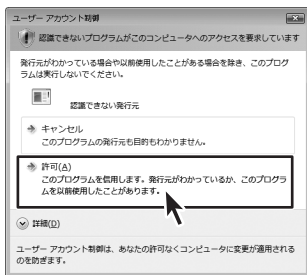 ユーザー アカウント制御
認識できないプログラムがこのコンピュータへのアクセスを要求しています
発行元がわかっている場合や以前使用したことがある場合を除き、このプログ
ラムは実行しないでください。
認識できない発行元
キャンセル
このプログラムの発行元も目的もわかりません。
許可(A)
このプログラムを信用します。発行元がわかっているか、このプログラ
ムを以前使用したことがあります。
詳細(D)
ユーザー アカウント制御は、あなたの許可なくコンピュータに変更が適用される
のを防ぎます。